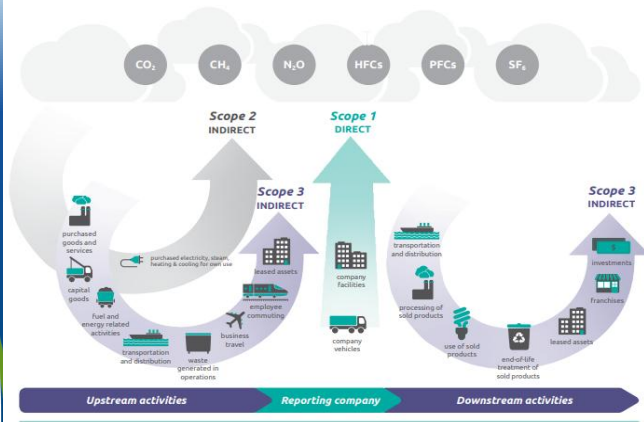 CO₂
CH₄
N₂O
HFCs
PFCs
SF₆
Scope 2
INDIRECT
Scope 1
DIRECT
Scope 3
INDIRECT
Scope 3
INDIRECT
purchased
goods and
services
capital
goods
fuel and
energy related
activities
transportation
and distribution
waste
generated in
operations
business
travel
employee
commuting
leased assets
purchased electricity, steam,
heating & cooling for own use
company
facilities
company
vehicles
transportation
and distribution
processing of
sold products
use of sold
products
end-of-life
treatment of
sold products
leased assets
franchises
investments
Upstream activities
Reporting company
Downstream activities